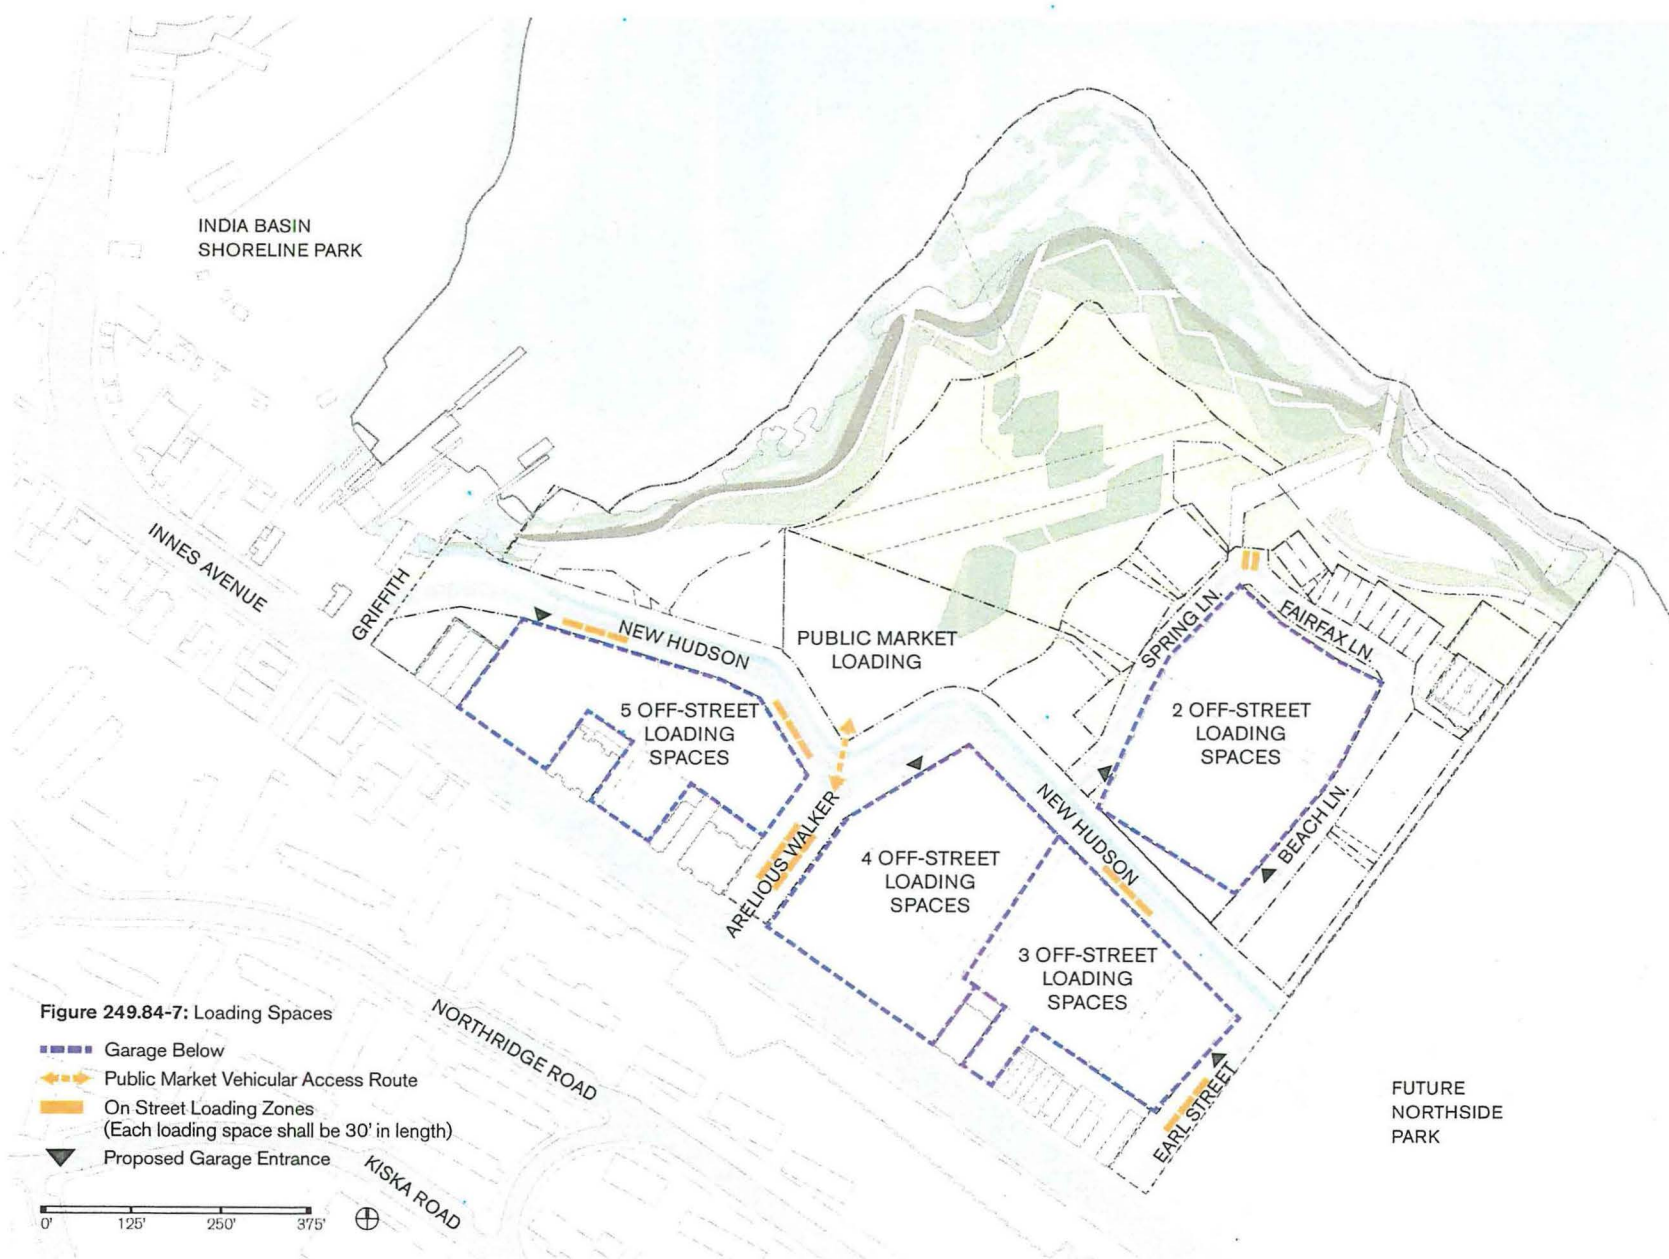 INDIA BASIN
SHORELINE PARK
INNES AVENUE
GRIFFITH
NEW HUDSON
PUBLIC MARKET
LOADING
SPRING LN.
FAIRFAX LN.
5 OFF-STREET
LOADING
SPACES
2 OFF-STREET
LOADING
SPACES
ARELIOUS WALKER
NEW HUDSON
BEACH LN.
4 OFF-STREET
LOADING
SPACES
3 OFF-STREET
LOADING
SPACES
EARL STREET
FUTURE
NORTHSIDE
PARK
NORTHRIDGE ROAD
KISKA ROAD
Figure 249.84-7: Loading Spaces
Garage Below
Public Market Vehicular Access Route
On Street Loading Zones
(Each loading space shall be 30' in length)
Proposed Garage Entrance
0' 125' 250' 375'